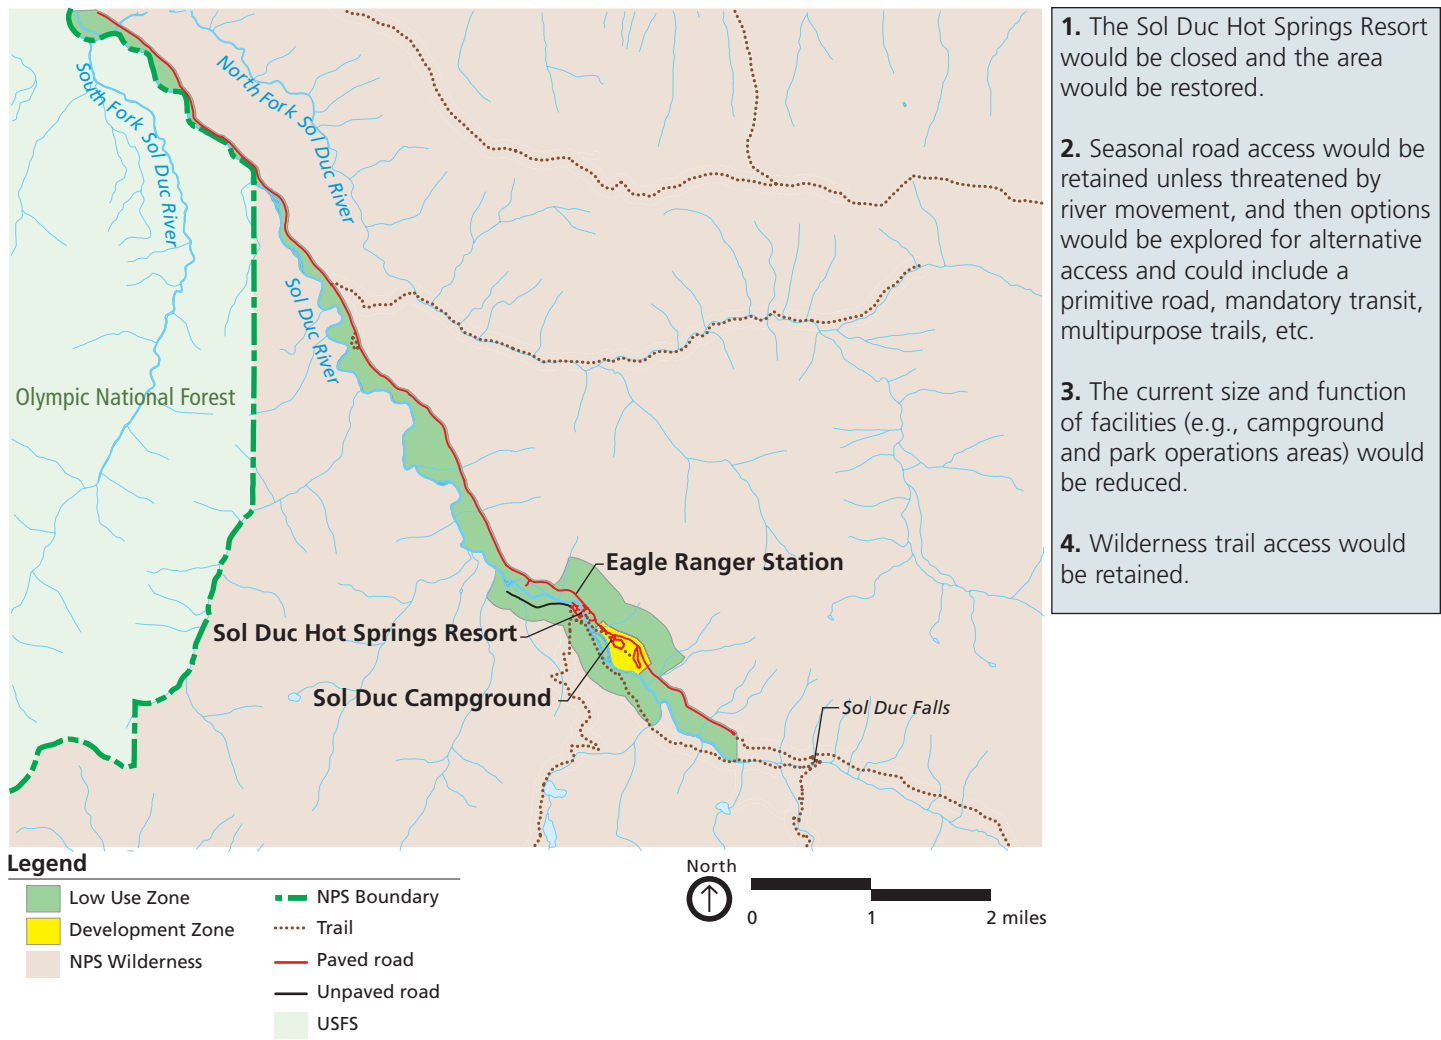 South Fork Sol Duc River
North Fork Sol Duc River
Sol Duc River
Olympic National Forest
Eagle Ranger Station
Sol Duc Hot Springs Resort
Sol Duc Campground
Sol Duc Falls
1. The Sol Duc Hot Springs Resort
would be closed and the area
would be restored.
2. Seasonal road access would be
retained unless threatened by
river movement, and then options
would be explored for alternative
access and could include a
primitive road, mandatory transit,
multipurpose trails, etc.
3. The current size and function
of facilities (e.g., campground
and park operations areas) would
be reduced.
4. Wilderness trail access would
be retained.
Legend
Low Use Zone
Development Zone
NPS Wilderness
NPS Boundary
Trail
Paved road
Unpaved road
USFS
North
0 1 2 miles